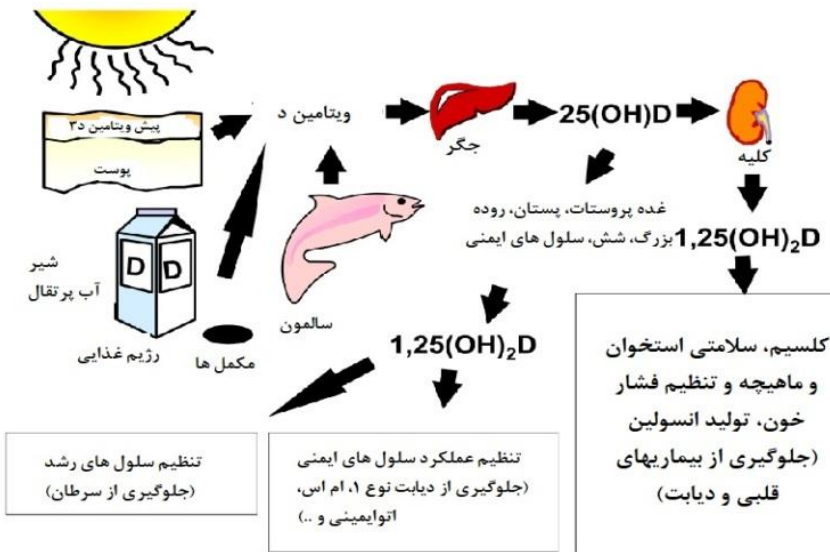 پیش ویتامین د۳
پوست
ویتامین د
جگر
25(OH)D
کلیه
شیر
آب پرتقال
D D
رژیم غذایی
مکمل ها
سالمون
غده پروستات، پستان، روده
بزرگ، شش، سلول های ایمنی
1,25(OH)₂D
1,25(OH)₂D
کلسیم، سلامتی استخوان
و ماهیچه و تنظیم فشار
خون، تولید انسولین
(جلوگیری از بیماریهای
قلبی و دیابت)
تنظیم عملکرد سلول های ایمنی
(جلوگیری از دیابت نوع ۱، ام اس،
اتوایمینی و ..)
تنظیم سلول های رشد
(جلوگیری از سرطان)